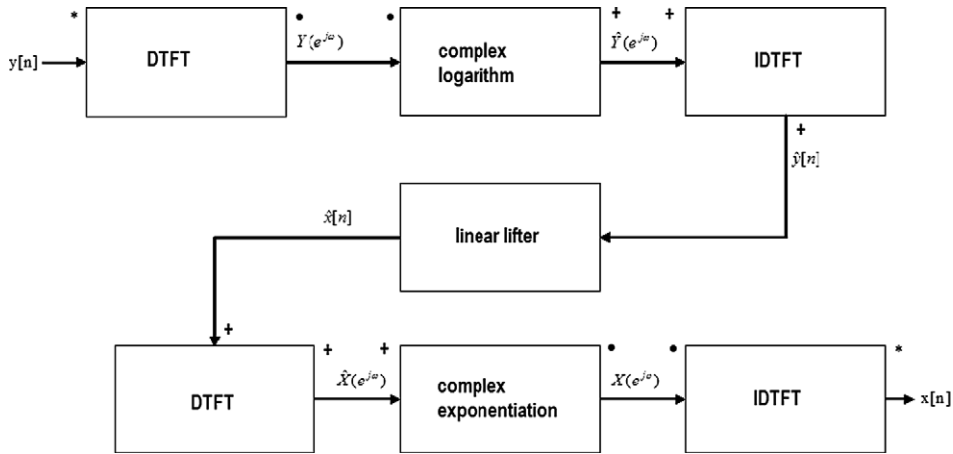 * • • + +
y[n] DTFT Y(e^{jω}) complex logarithm Ŷ(e^{jω}) IDTFT
+
ŷ[n]
x̂[n] linear lifter
+
+ + • • *
DTFT X̂(e^{jω}) complex exponentiation X(e^{jω}) IDTFT x[n]